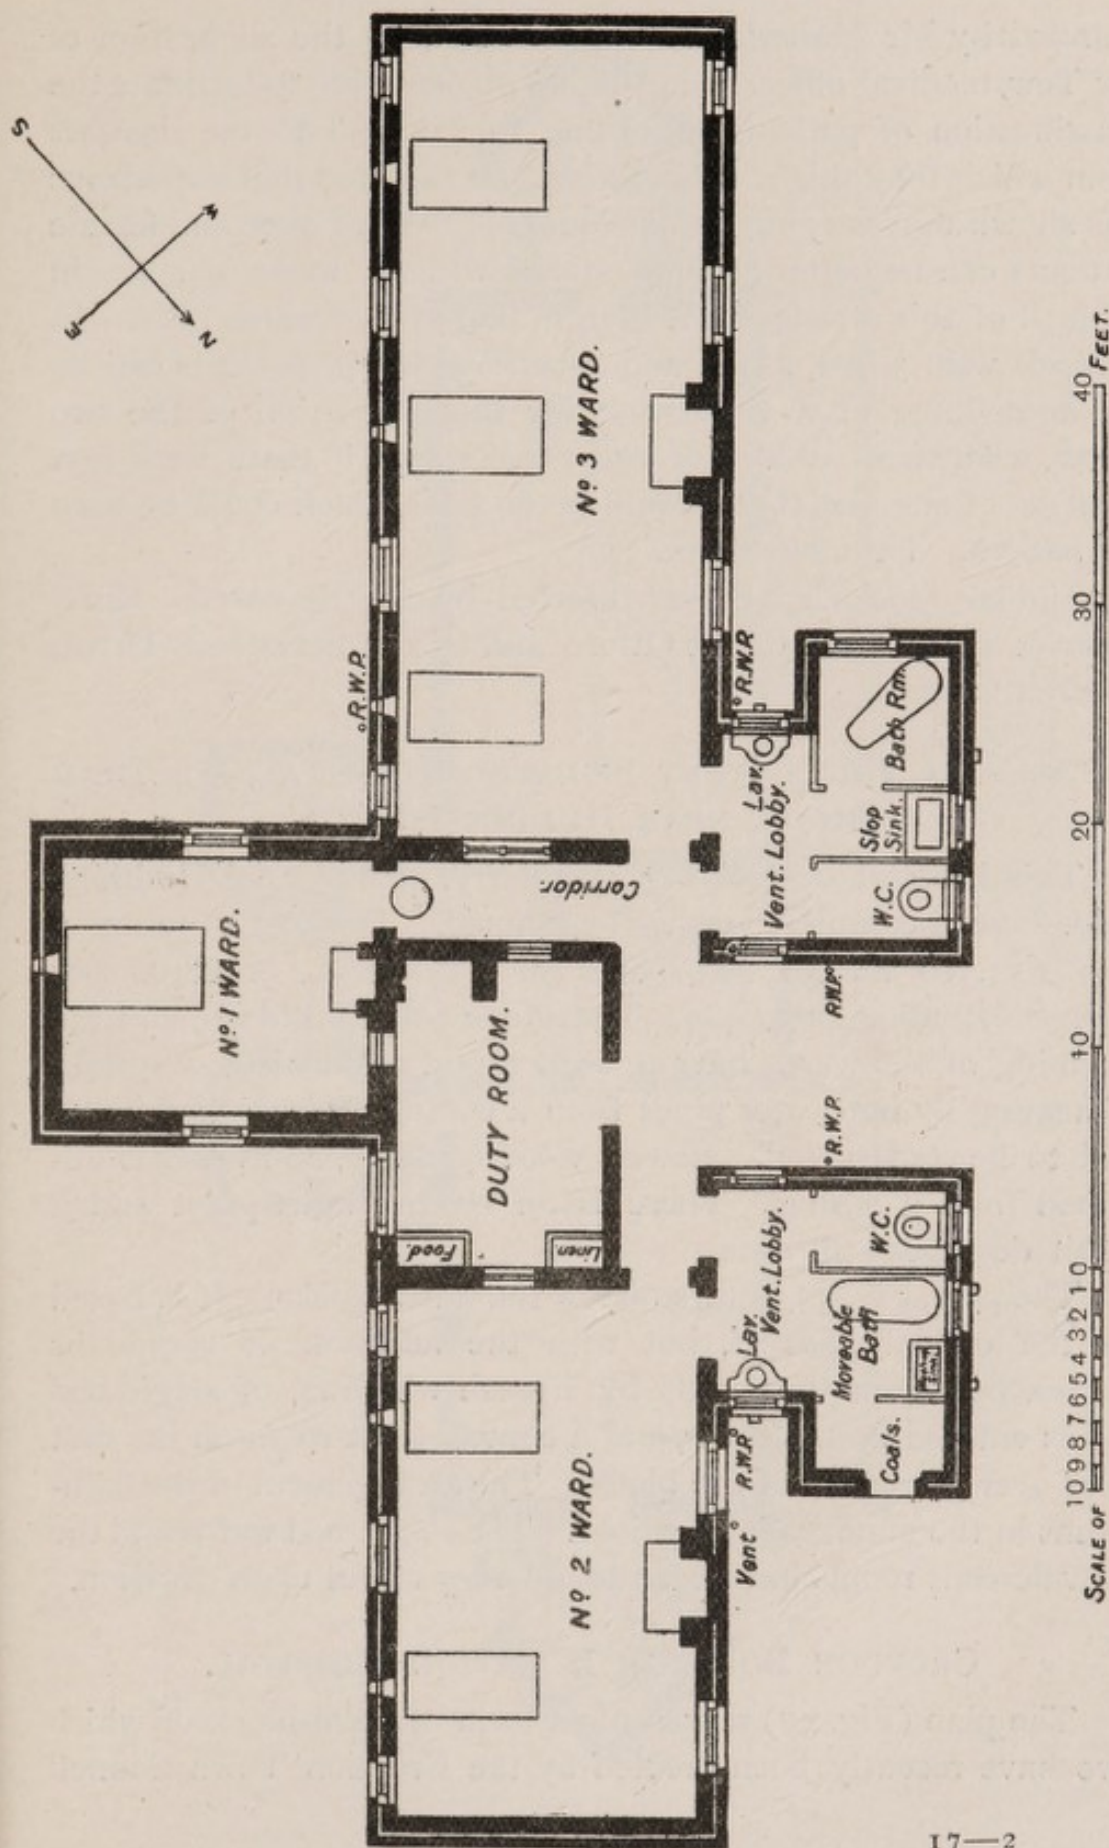 S
W
E
N
No. 1 WARD.
R.W.P.
No. 3 WARD.
Corridor.
DUTY ROOM.
Food.
Linen
No. 2 WARD.
R.W.P.
Lav.
Vent. Lobby.
Bath Rm.
Slop
Sink.
W.C.
R.W.P.
R.W.P.
Vent. Lobby.
Lav.
W.C.
Moveable
Bath
Coals.
R.W.P.
Vent
SCALE OF 10 9 8 7 6 5 4 3 2 1 0 10 20 30 40 FEET.
17—2